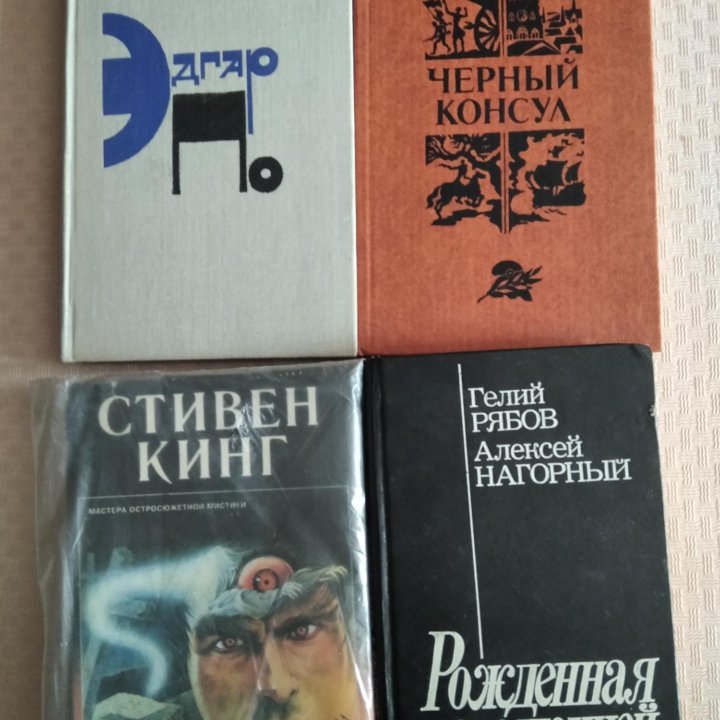 Эдгар
По
ЧЕРНЫЙ
КОНСУЛ
СТИВЕН
КИНГ
МАСТЕРА ОСТРОСЮЖЕТНОЙ МИСТИКИ
Гелий
РЯБОВ
Алексей
НАГОРНЫЙ
Рожденная